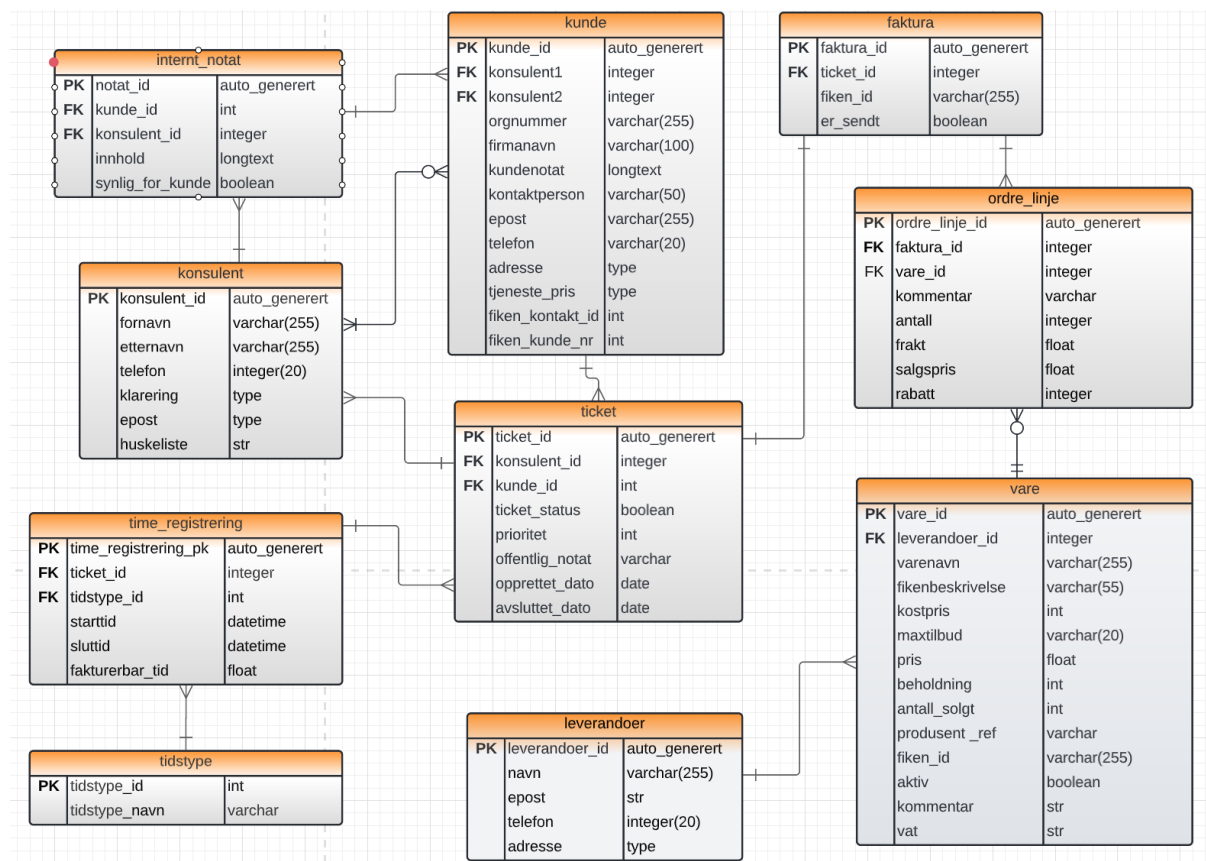 internt_notat
PK notat_id auto_generert
FK kunde_id int
FK konsulent_id integer
innhold longtext
synlig_for_kunde boolean
kunde
PK kunde_id auto_generert
FK konsulent1 integer
FK konsulent2 integer
orgnummer varchar(255)
firmanavn varchar(100)
kundenotat longtext
kontaktperson varchar(50)
epost varchar(255)
telefon varchar(20)
adresse type
tjeneste_pris type
fiken_kontakt_id int
fiken_kunde_nr int
faktura
PK faktura_id auto_generert
FK ticket_id integer
fiken_id varchar(255)
er_sendt boolean
ordre_linje
PK ordre_linje_id auto_generert
FK faktura_id integer
FK vare_id integer
kommentar varchar
antall integer
frakt float
salgspris float
rabatt integer
konsulent
PK konsulent_id auto_generert
fornavn varchar(255)
etternavn varchar(255)
telefon integer(20)
klarering type
epost type
huskeliste str
ticket
PK ticket_id auto_generert
FK konsulent_id integer
FK kunde_id int
ticket_status boolean
prioritet int
offentlig_notat varchar
opprettet_dato date
avsluttet_dato date
time_registrering
PK time_registrering_pk auto_generert
FK ticket_id integer
FK tidstype_id int
starttid datetime
sluttid datetime
fakturerbar_tid float
tidstype
PK tidstype_id int
tidstype_navn varchar
leverandoer
PK leverandoer_id auto_generert
navn varchar(255)
epost str
telefon integer(20)
adresse type
vare
PK vare_id auto_generert
FK leverandoer_id integer
varenavn varchar(255)
fikenbeskrivelse varchar(55)
kostpris int
maxtilbud varchar(20)
pris float
beholdning int
antall_solgt int
produsent _ref varchar
fiken_id varchar(255)
aktiv boolean
kommentar str
vat str